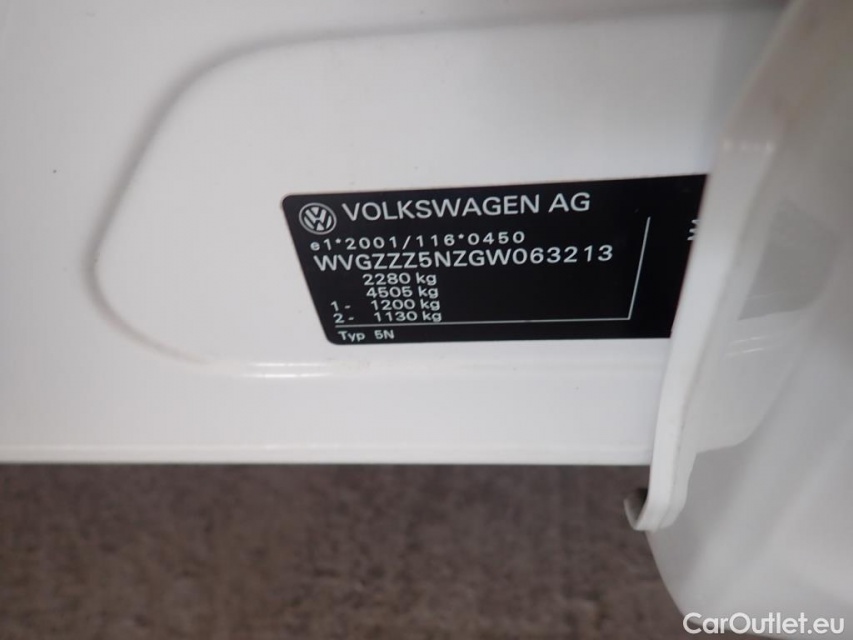 VOLKSWAGEN AG
e1*2001/116*0450
WVGZZZ5NZGW063213
2280 kg
4505 kg
1- 1200 kg
2- 1130 kg
Typ 5N
CarOutlet.eu